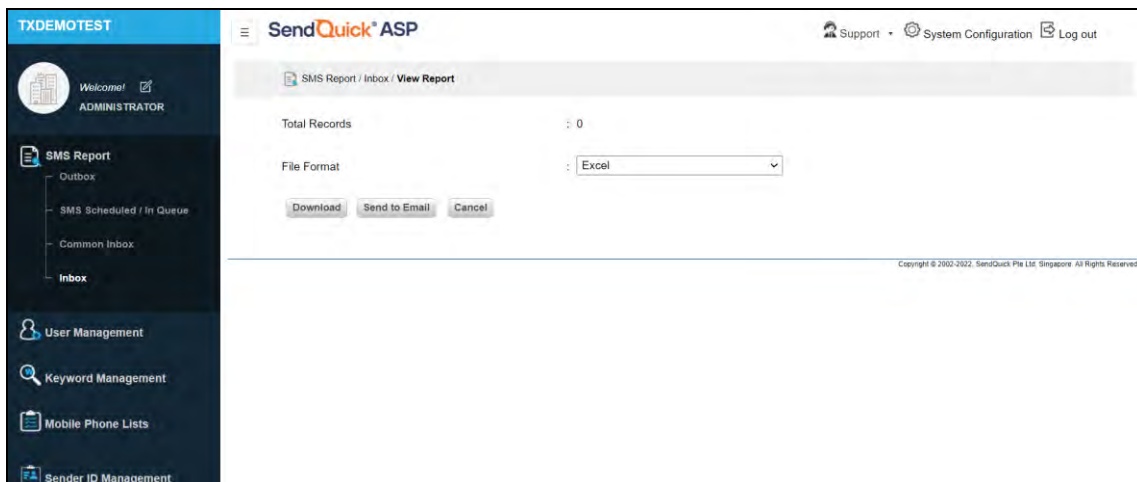 TXDEMOTEST
SendQuick® ASP
Support
System Configuration
Log out
Welcome!
ADMINISTRATOR
SMS Report / Inbox / View Report
Total Records : 0
File Format : Excel
Download Send to Email Cancel
Copyright © 2002-2022, SendQuick Pte Ltd, Singapore. All Rights Reserved
SMS Report
Outbox
SMS Scheduled / In Queue
Common Inbox
Inbox
User Management
Keyword Management
Mobile Phone Lists
Sender ID Management